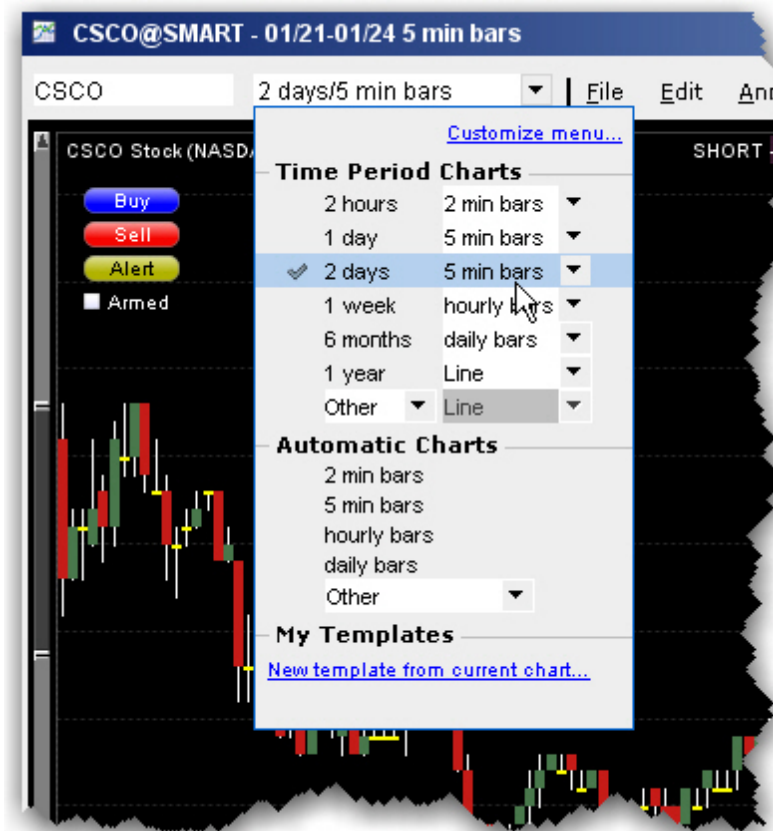 CSCO@SMART - 01/21-01/24 5 min bars
CSCO 2 days/5 min bars File Edit
Customize menu...
CSCO Stock (NASD SHORT -
Time Period Charts
Buy 2 hours 2 min bars
Sell 1 day 5 min bars
Alert 2 days 5 min bars
Armed 1 week hourly bars
6 months daily bars
1 year Line
Other Line
Automatic Charts
2 min bars
5 min bars
hourly bars
daily bars
Other
My Templates
New template from current chart...